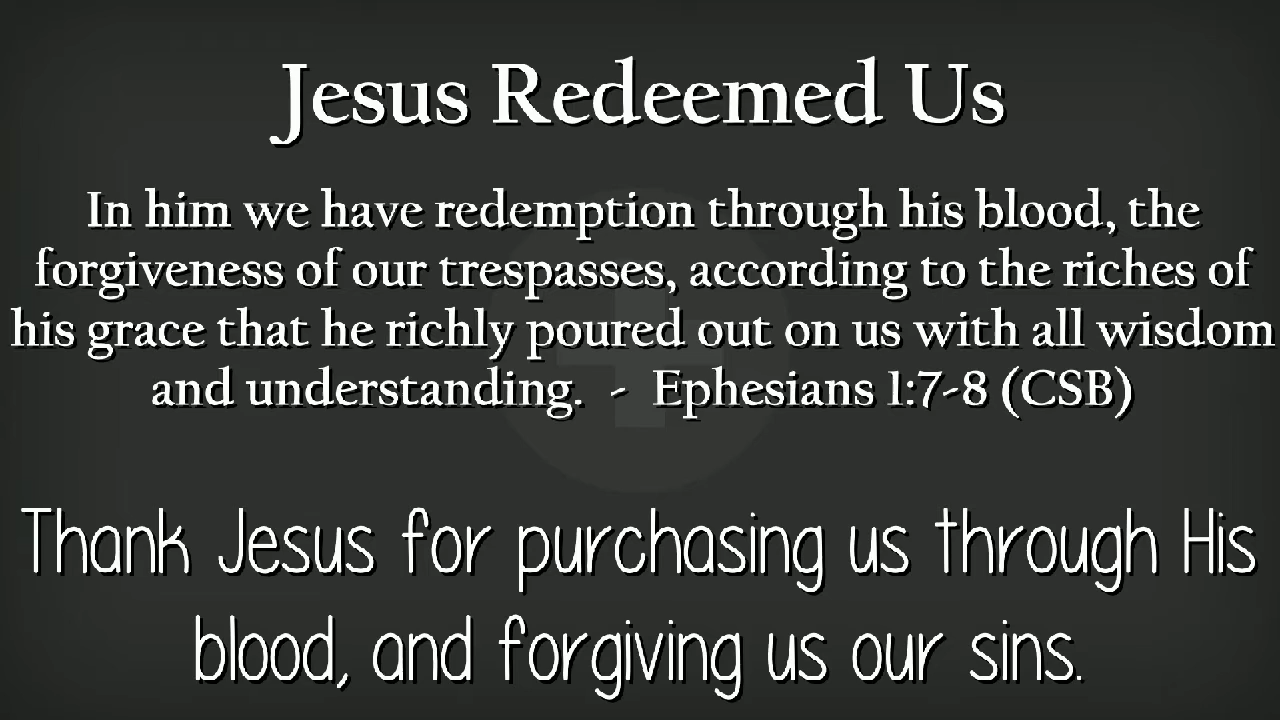 Jesus Redeemed Us
In him we have redemption through his blood, the
forgiveness of our trespasses, according to the riches of
his grace that he richly poured out on us with all wisdom
and understanding.  -  Ephesians 1:7-8 (CSB)
Thank Jesus for purchasing us through His
blood, and forgiving us our sins.